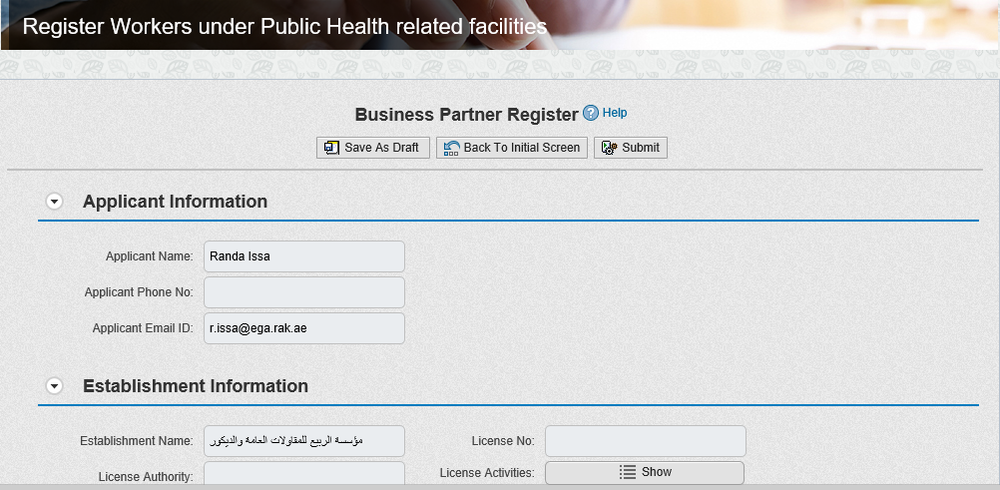 Register Workers under Public Health related facilities
Business Partner Register Help
Save As Draft Back To Initial Screen Submit
Applicant Information
Applicant Name: Randa Issa
Applicant Phone No:
Applicant Email ID: r.issa@ega.rak.ae
Establishment Information
Establishment Name: مؤسسة الربيع للمقاولات العامة والديكور License No:
License Authority: License Activities: Show